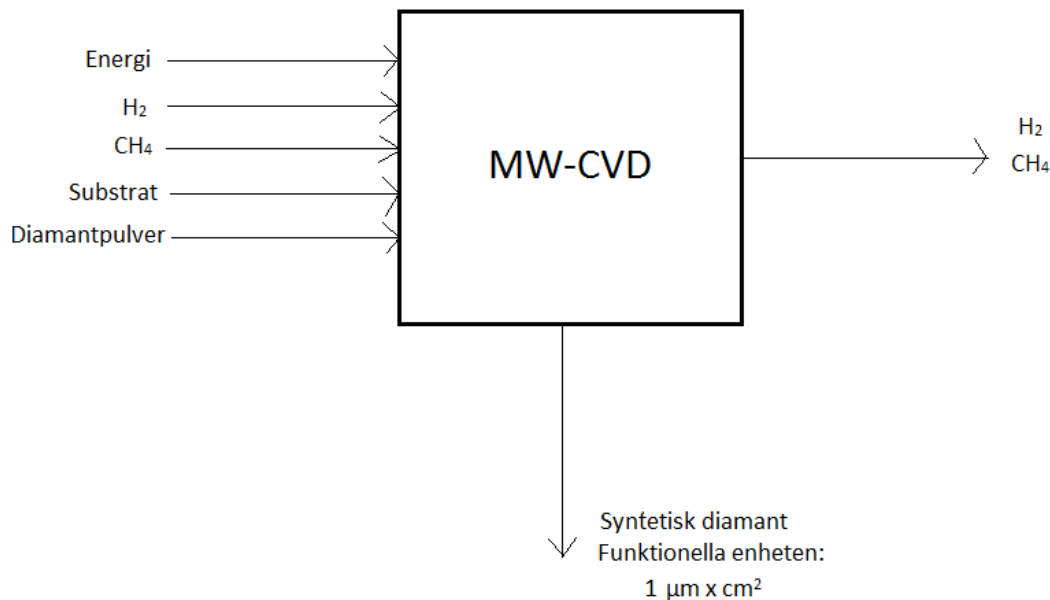 Energi
H₂
CH₄
Substrat
Diamantpulver
MW-CVD
H₂
CH₄
Syntetisk diamant
Funktionella enheten:
1 μm x cm²